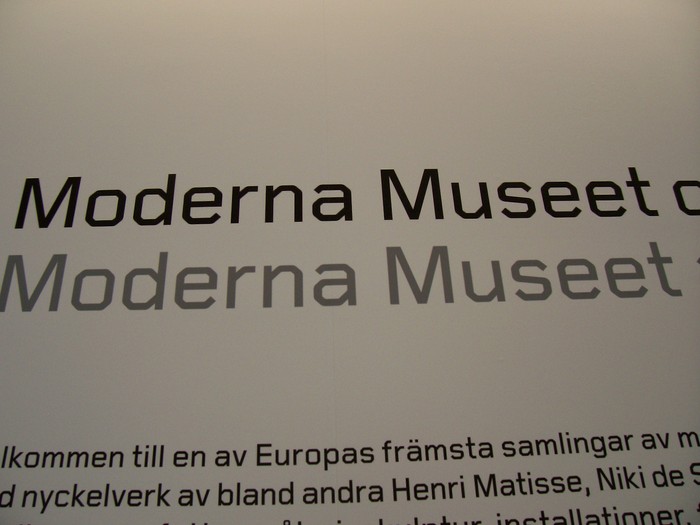 Moderna Museet o
Moderna Museet
lkommen till en av Europas främsta samlingar av m
d nyckelverk av bland andra Henri Matisse, Niki de S
installationer,